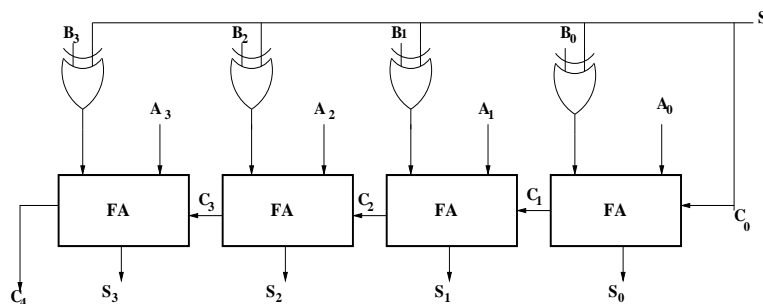 S
B3 B2 B1 B0
A3 A2 A1 A0
FA C3 FA C2 FA C1 FA C0
C4 S3 S2 S1 S0